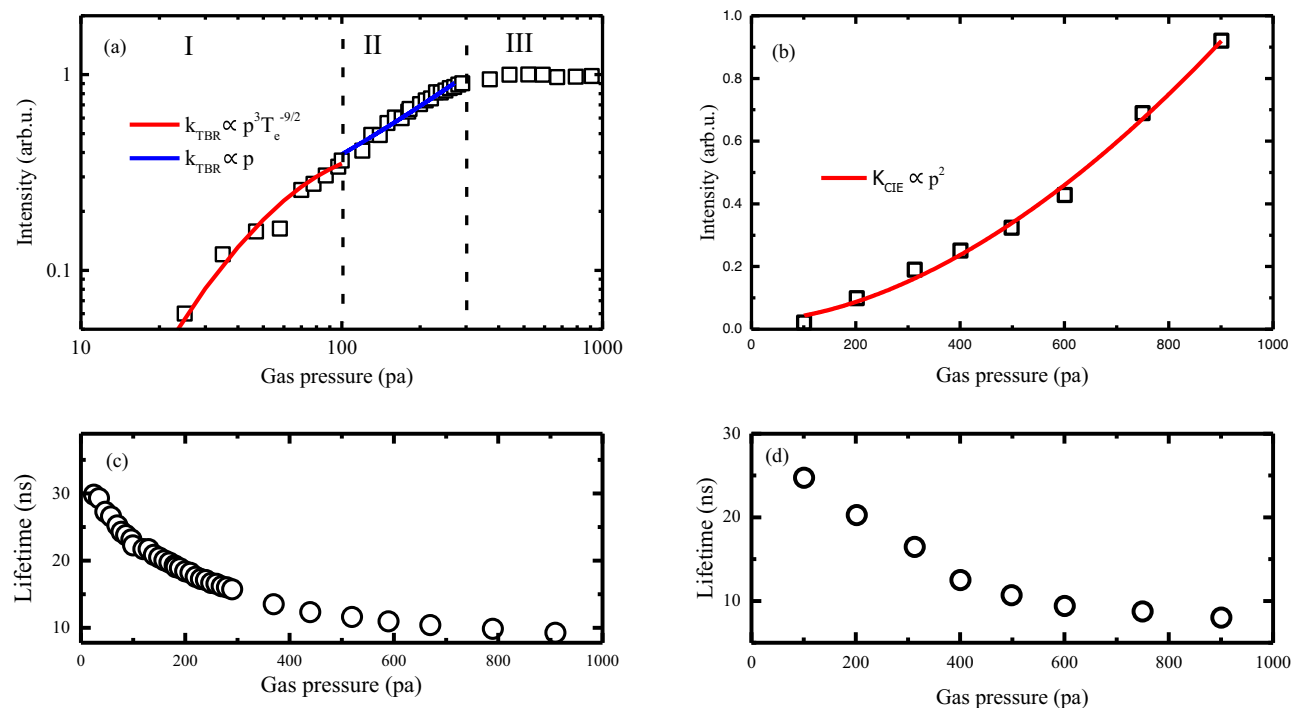 (a)
I
II
III
1
0.1
Intensity (arb.u.)
k_TBR ∝ p^3 T_e^-9/2
k_TBR ∝ p
10
100
1000
Gas pressure (pa)
(b)
1.0
0.8
0.6
0.4
0.2
0.0
Intensity (arb.u.)
K_CIE ∝ p^2
0
200
400
600
800
1000
Gas pressure (pa)
(c)
30
20
10
Lifetime (ns)
0
200
400
600
800
1000
Gas pressure (pa)
(d)
30
20
10
Lifetime (ns)
0
200
400
600
800
1000
Gas pressure (pa)